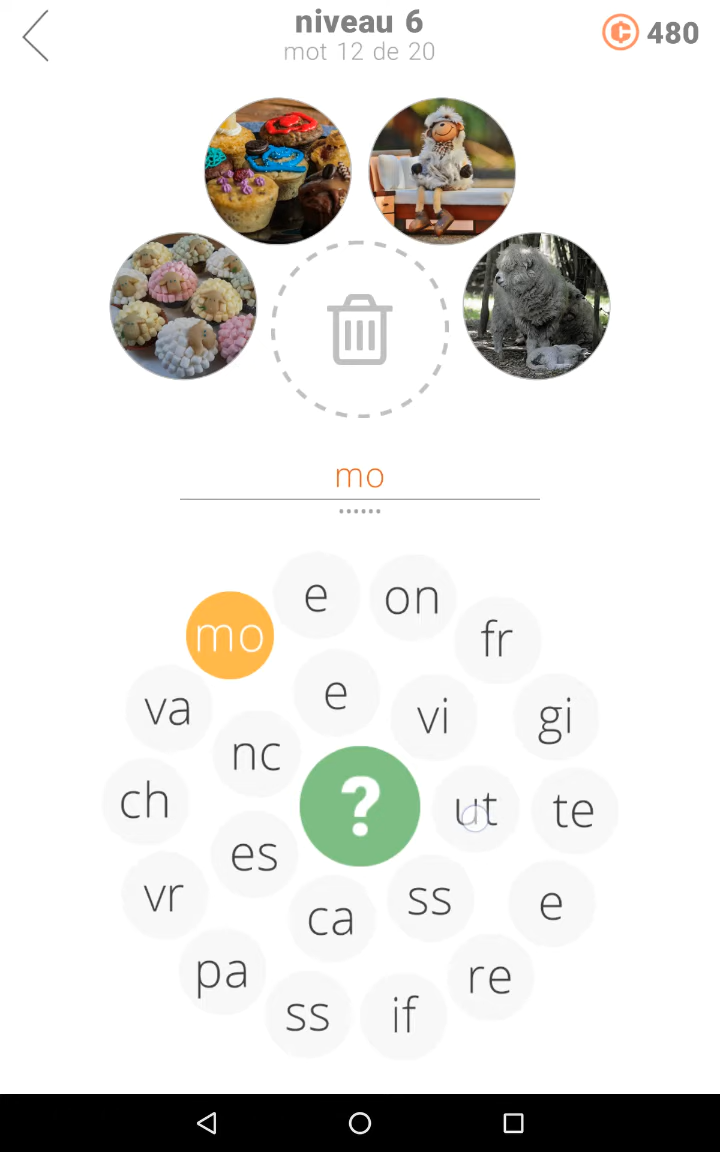 niveau 6
480
mot 12 de 20
mo
e
on
mo
fr
e
va
vi
gi
nc
ch
?
ut
te
es
vr
ss
e
ca
pa
re
ss
if